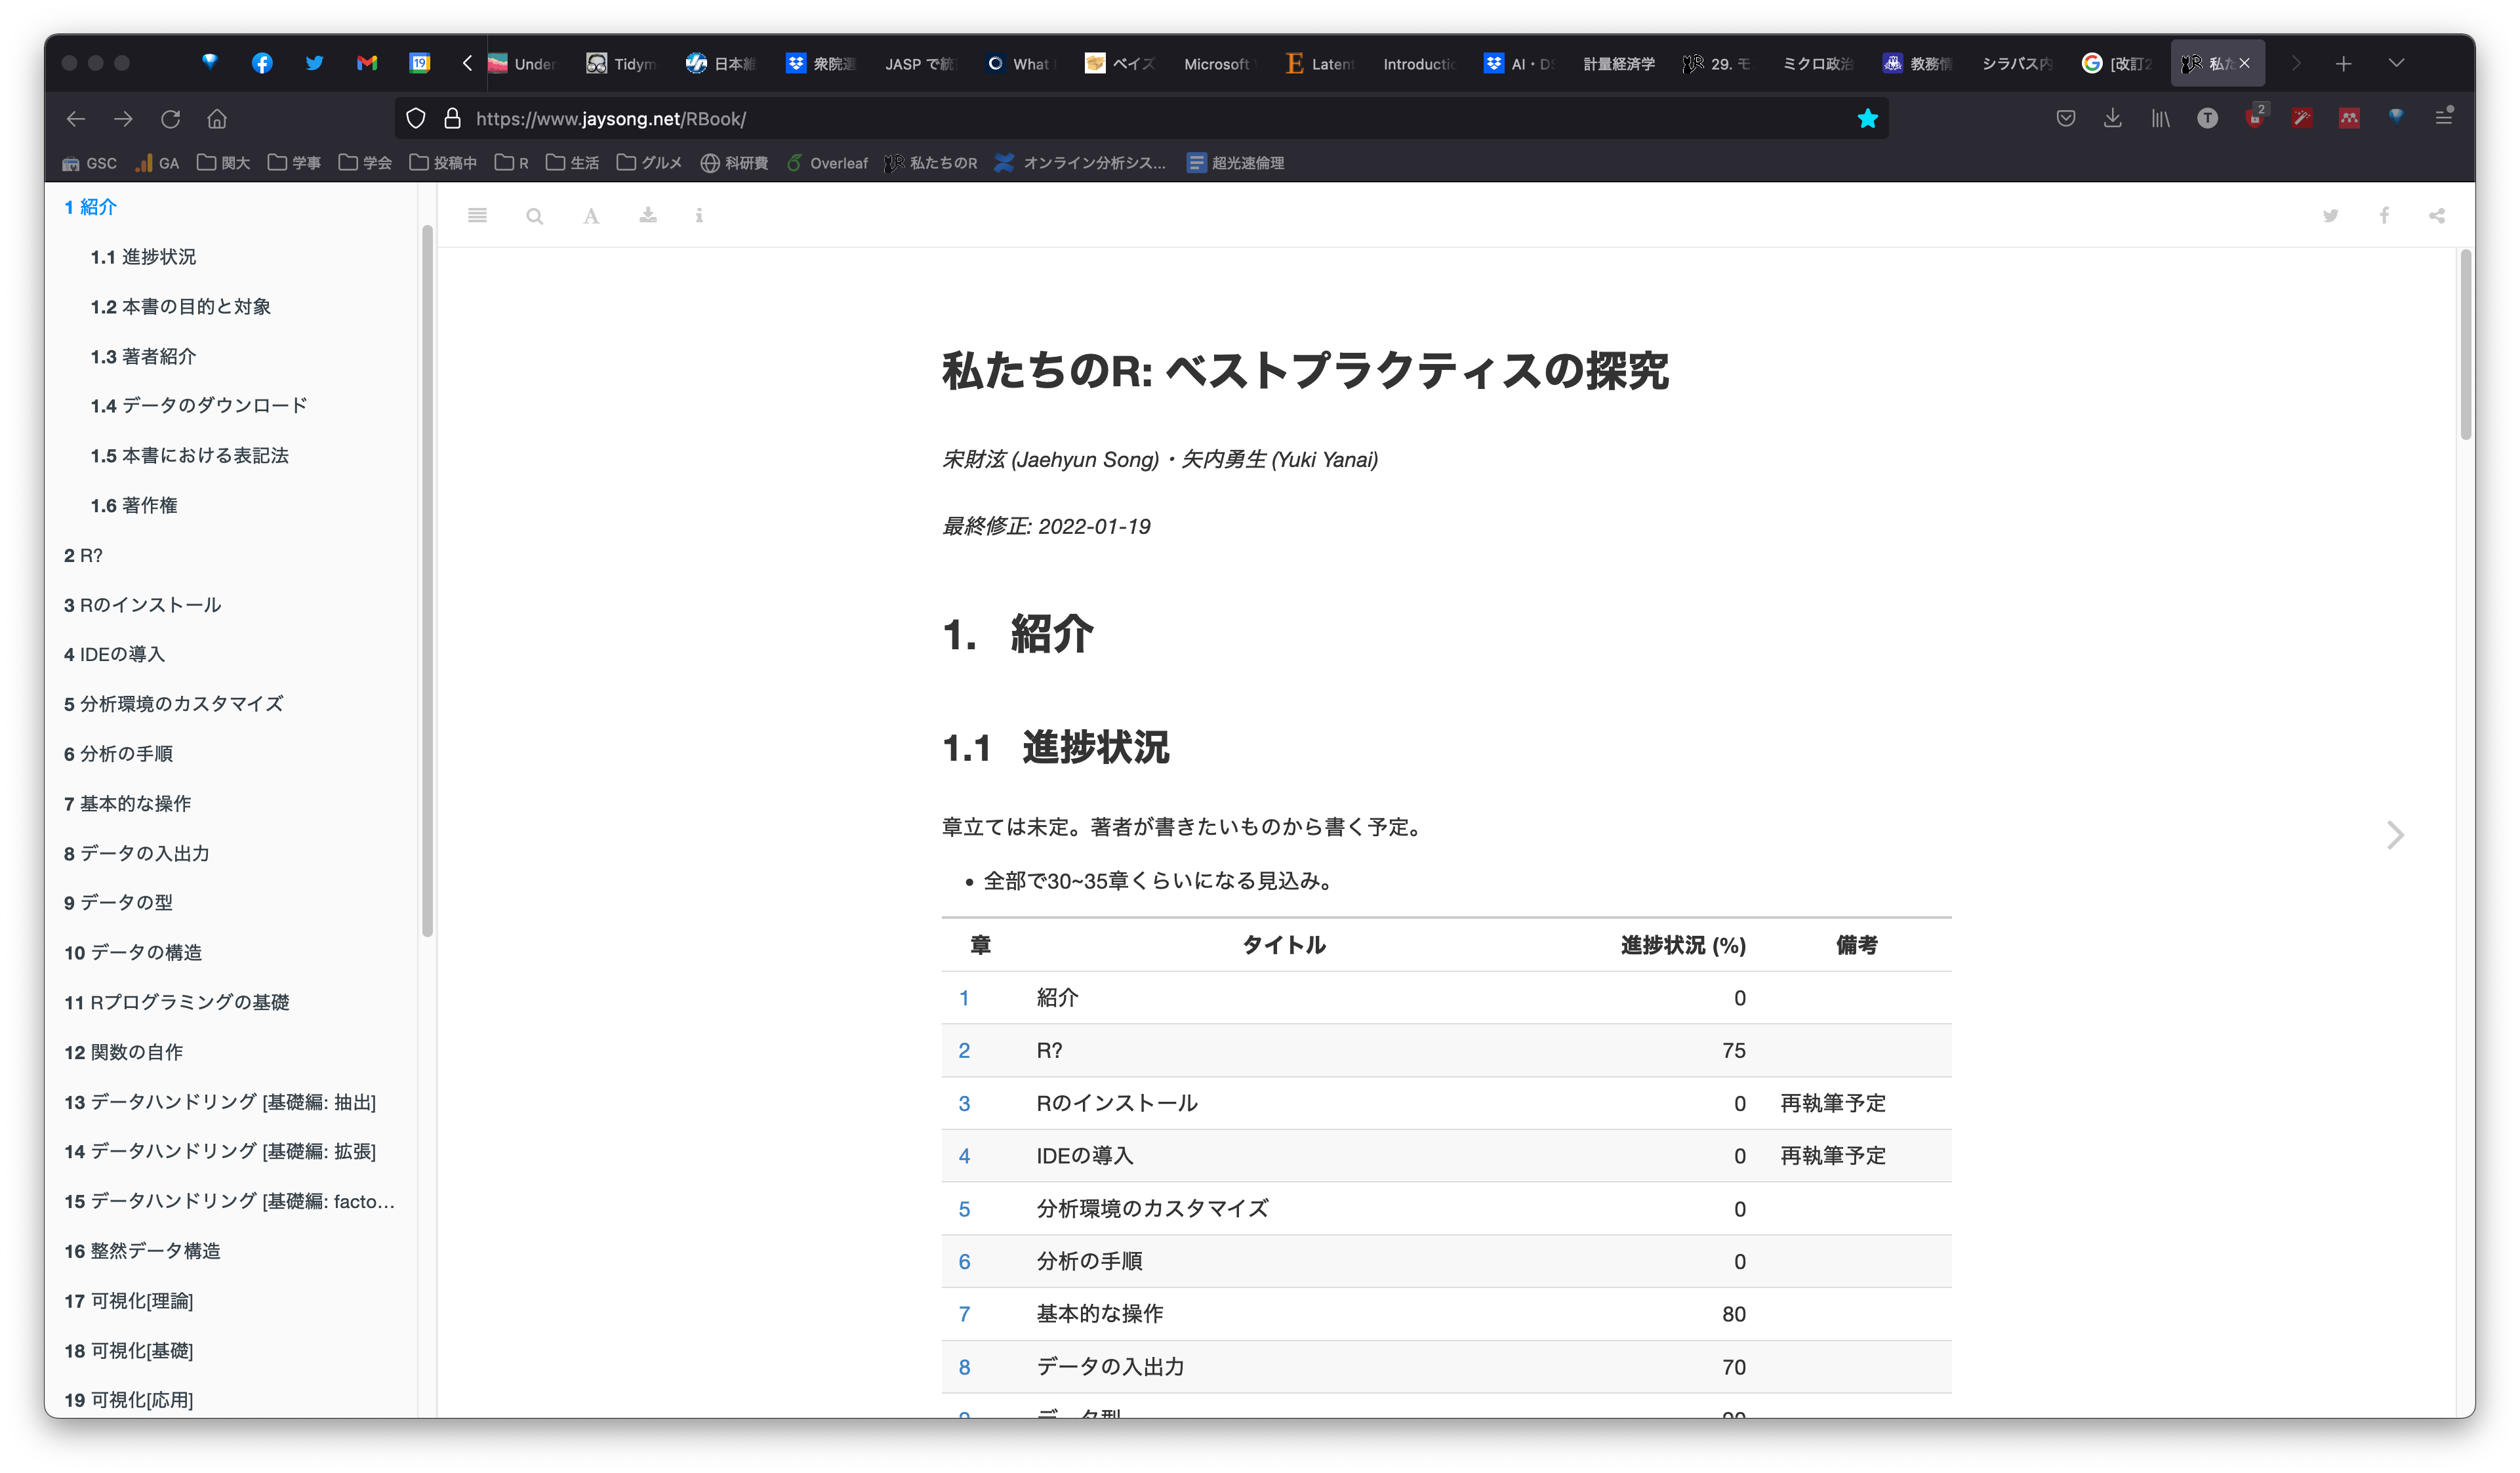 19
Under
Tidym
日本維
衆院選
JASP で統
What
ベイズ
Microsoft
Latent
Introductio
AI・DS
計量経済学
29. モ
ミクロ政治
教務情
シラバス内
[改訂2
私た
https://www.jaysong.net/RBook/
2
GSC
GA
関大
学事
学会
投稿中
R
生活
グルメ
科研費
Overleaf
私たちのR
オンライン分析シス...
超光速倫理
1 紹介
1.1 進捗状況
1.2 本書の目的と対象
1.3 著者紹介
1.4 データのダウンロード
1.5 本書における表記法
1.6 著作権
2 R?
3 Rのインストール
4 IDEの導入
5 分析環境のカスタマイズ
6 分析の手順
7 基本的な操作
8 データの入出力
9 データの型
10 データの構造
11 Rプログラミングの基礎
12 関数の自作
13 データハンドリング [基礎編: 抽出]
14 データハンドリング [基礎編: 拡張]
15 データハンドリング [基礎編: facto…
16 整然データ構造
17 可視化[理論]
18 可視化[基礎]
19 可視化[応用]
私たちのR: ベストプラクティスの探究
宋財泫 (Jaehyun Song)・矢内勇生 (Yuki Yanai)
最終修正: 2022-01-19
1. 紹介
1.1 進捗状況
章立ては未定。著者が書きたいものから書く予定。
• 全部で30~35章くらいになる見込み。
章 タイトル 進捗状況 (%) 備考
1 紹介 0
2 R? 75
3 Rのインストール 0 再執筆予定
4 IDEの導入 0 再執筆予定
5 分析環境のカスタマイズ 0
6 分析の手順 0
7 基本的な操作 80
8 データの入出力 70